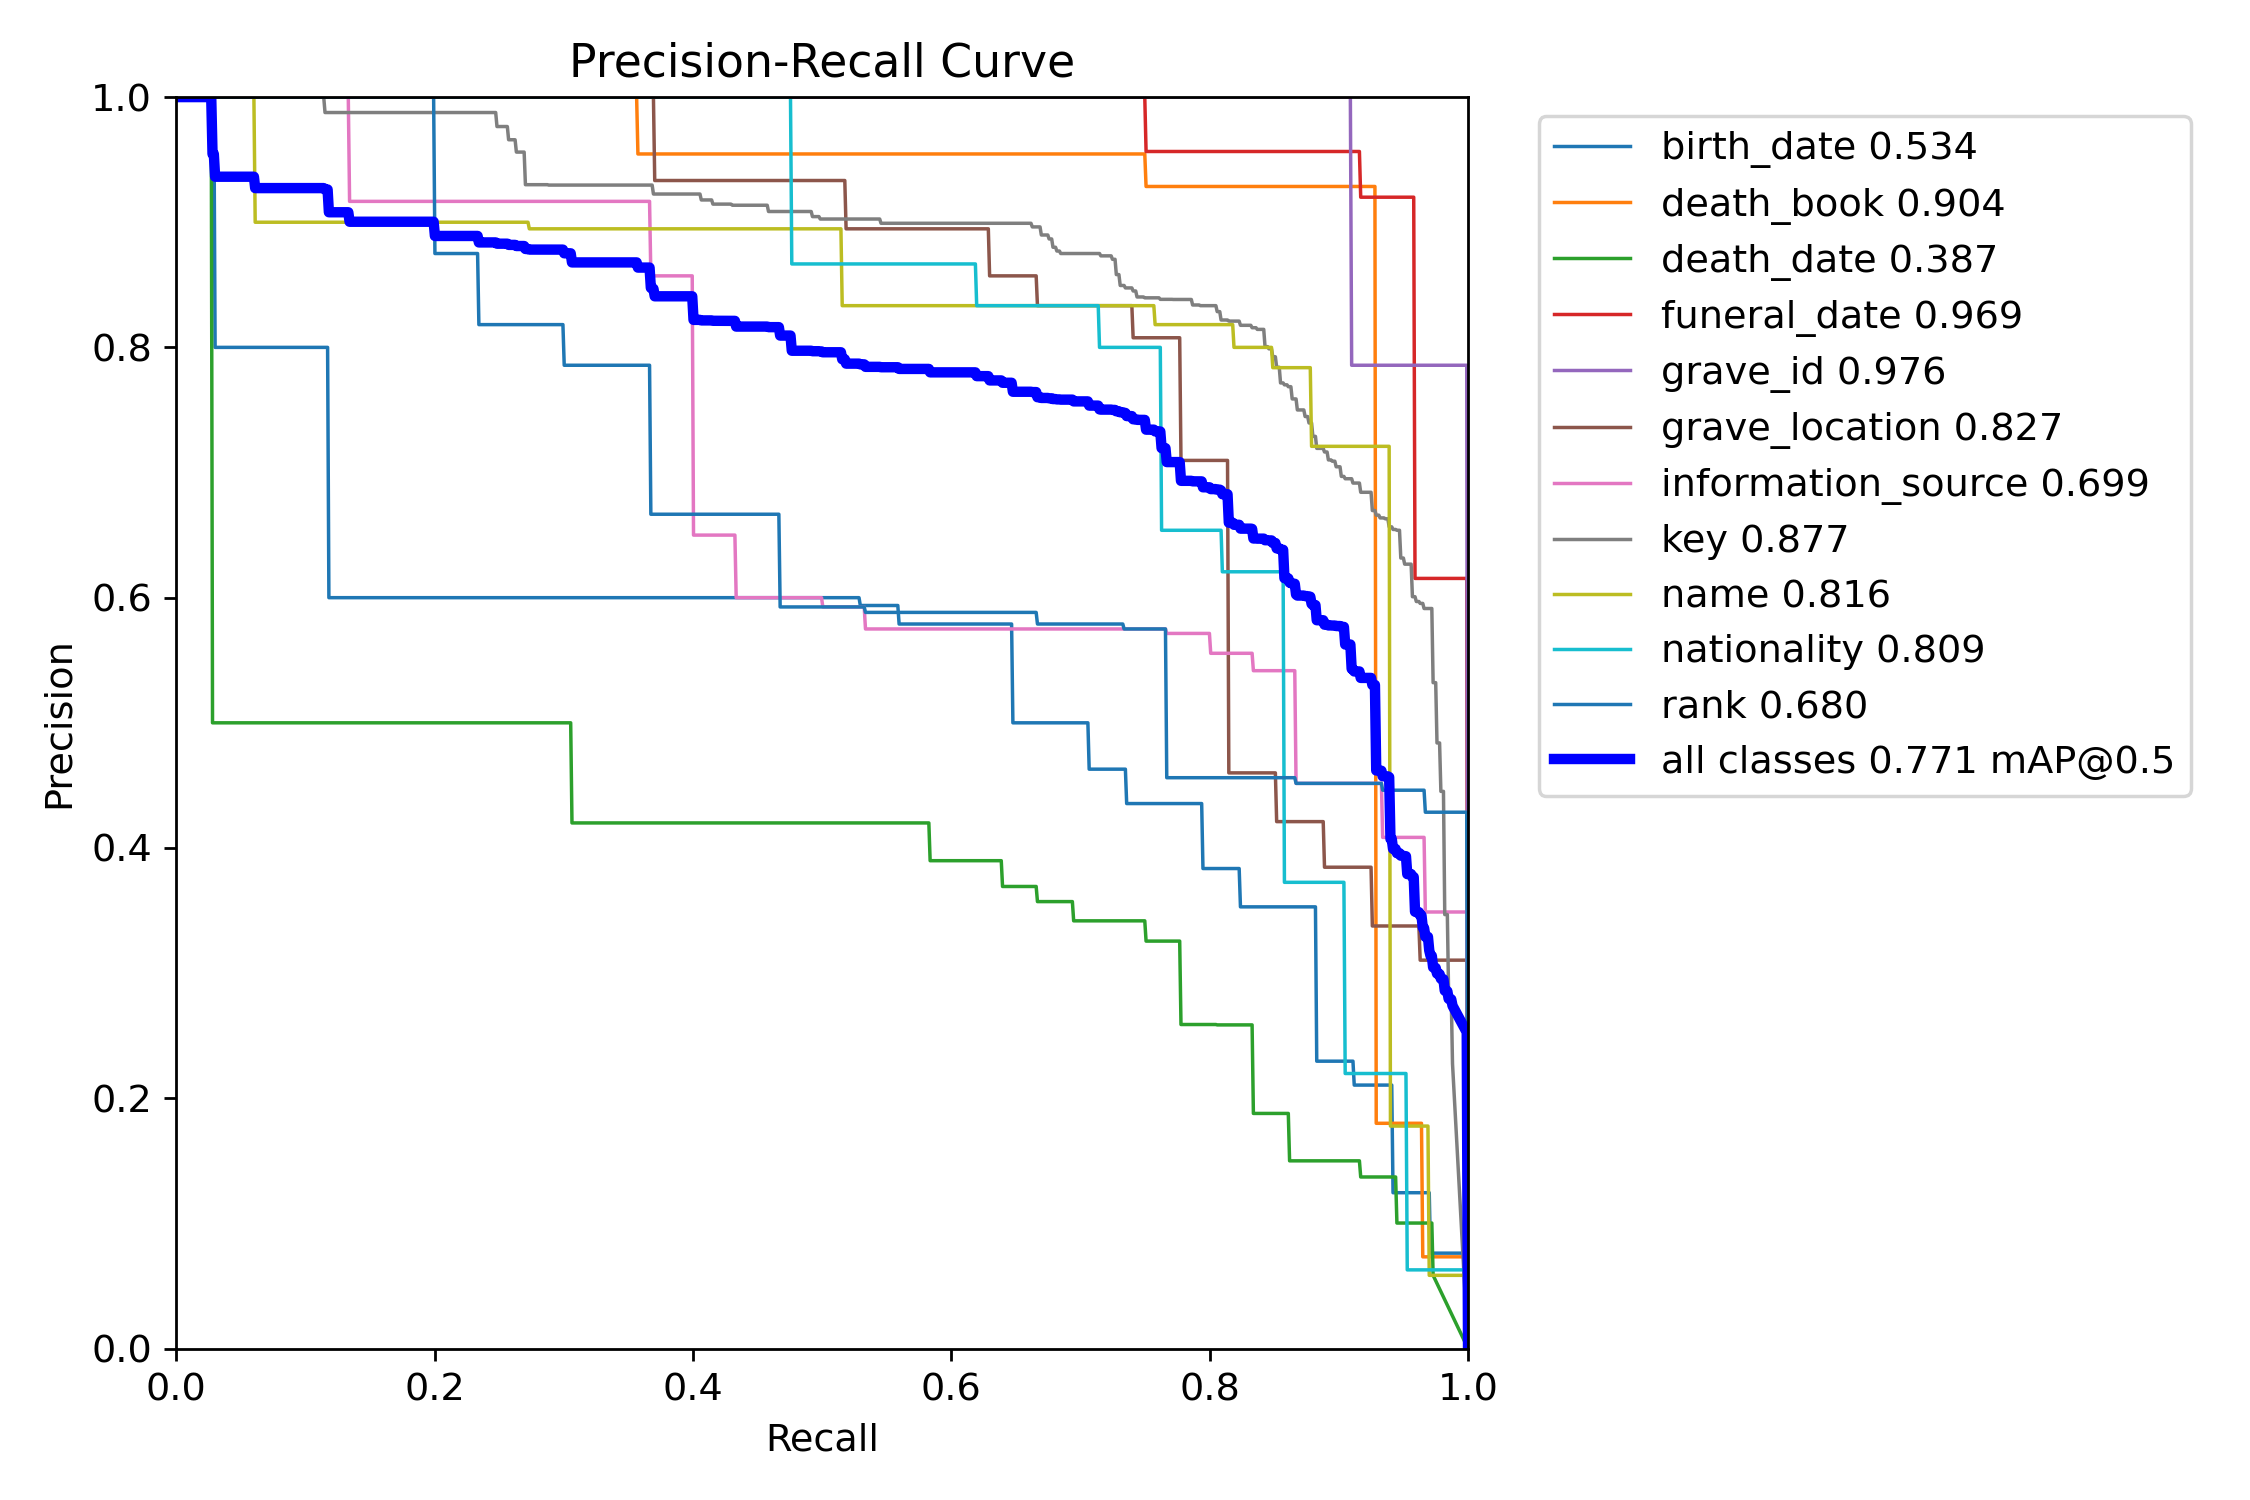 Precision-Recall Curve
1.0
0.8
0.6
0.4
0.2
0.0
Precision
0.0 0.2 0.4 0.6 0.8 1.0
Recall
birth_date 0.534
death_book 0.904
death_date 0.387
funeral_date 0.969
grave_id 0.976
grave_location 0.827
information_source 0.699
key 0.877
name 0.816
nationality 0.809
rank 0.680
all classes 0.771 mAP@0.5